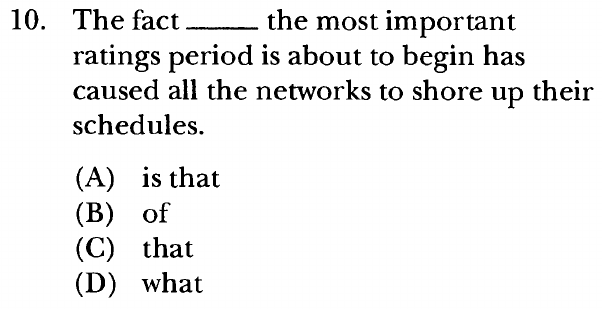 10. The fact _____ the most important
ratings period is about to begin has
caused all the networks to shore up their
schedules.
(A) is that
(B) of
(C) that
(D) what